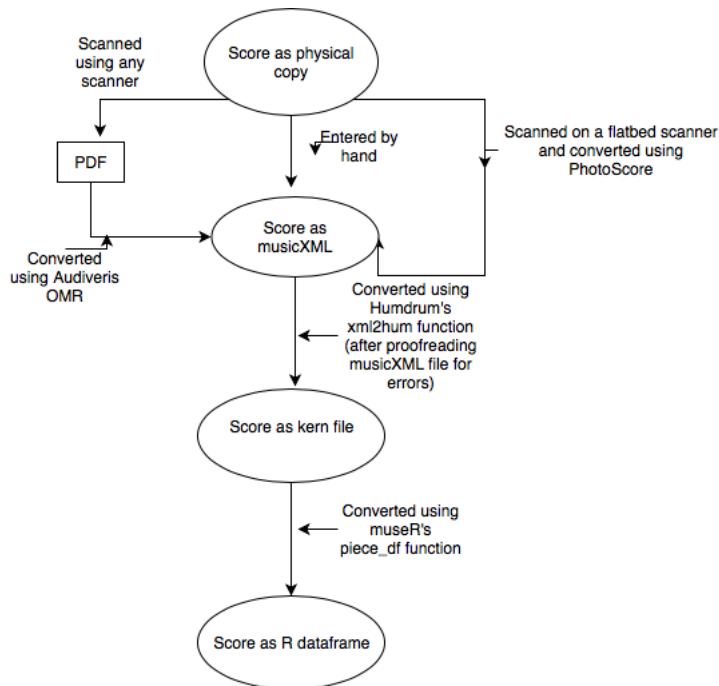 Scanned
using any
scanner
Score as physical
copy
Entered by
hand
Scanned on a flatbed scanner
and converted using
PhotoScore
PDF
Score as
musicXML
Converted
using Audiveris
OMR
Converted using
Humdrum's
xml2hum function
(after proofreading
musicXML file for
errors)
Score as kern file
Converted using
museR's
piece_df function
Score as R dataframe